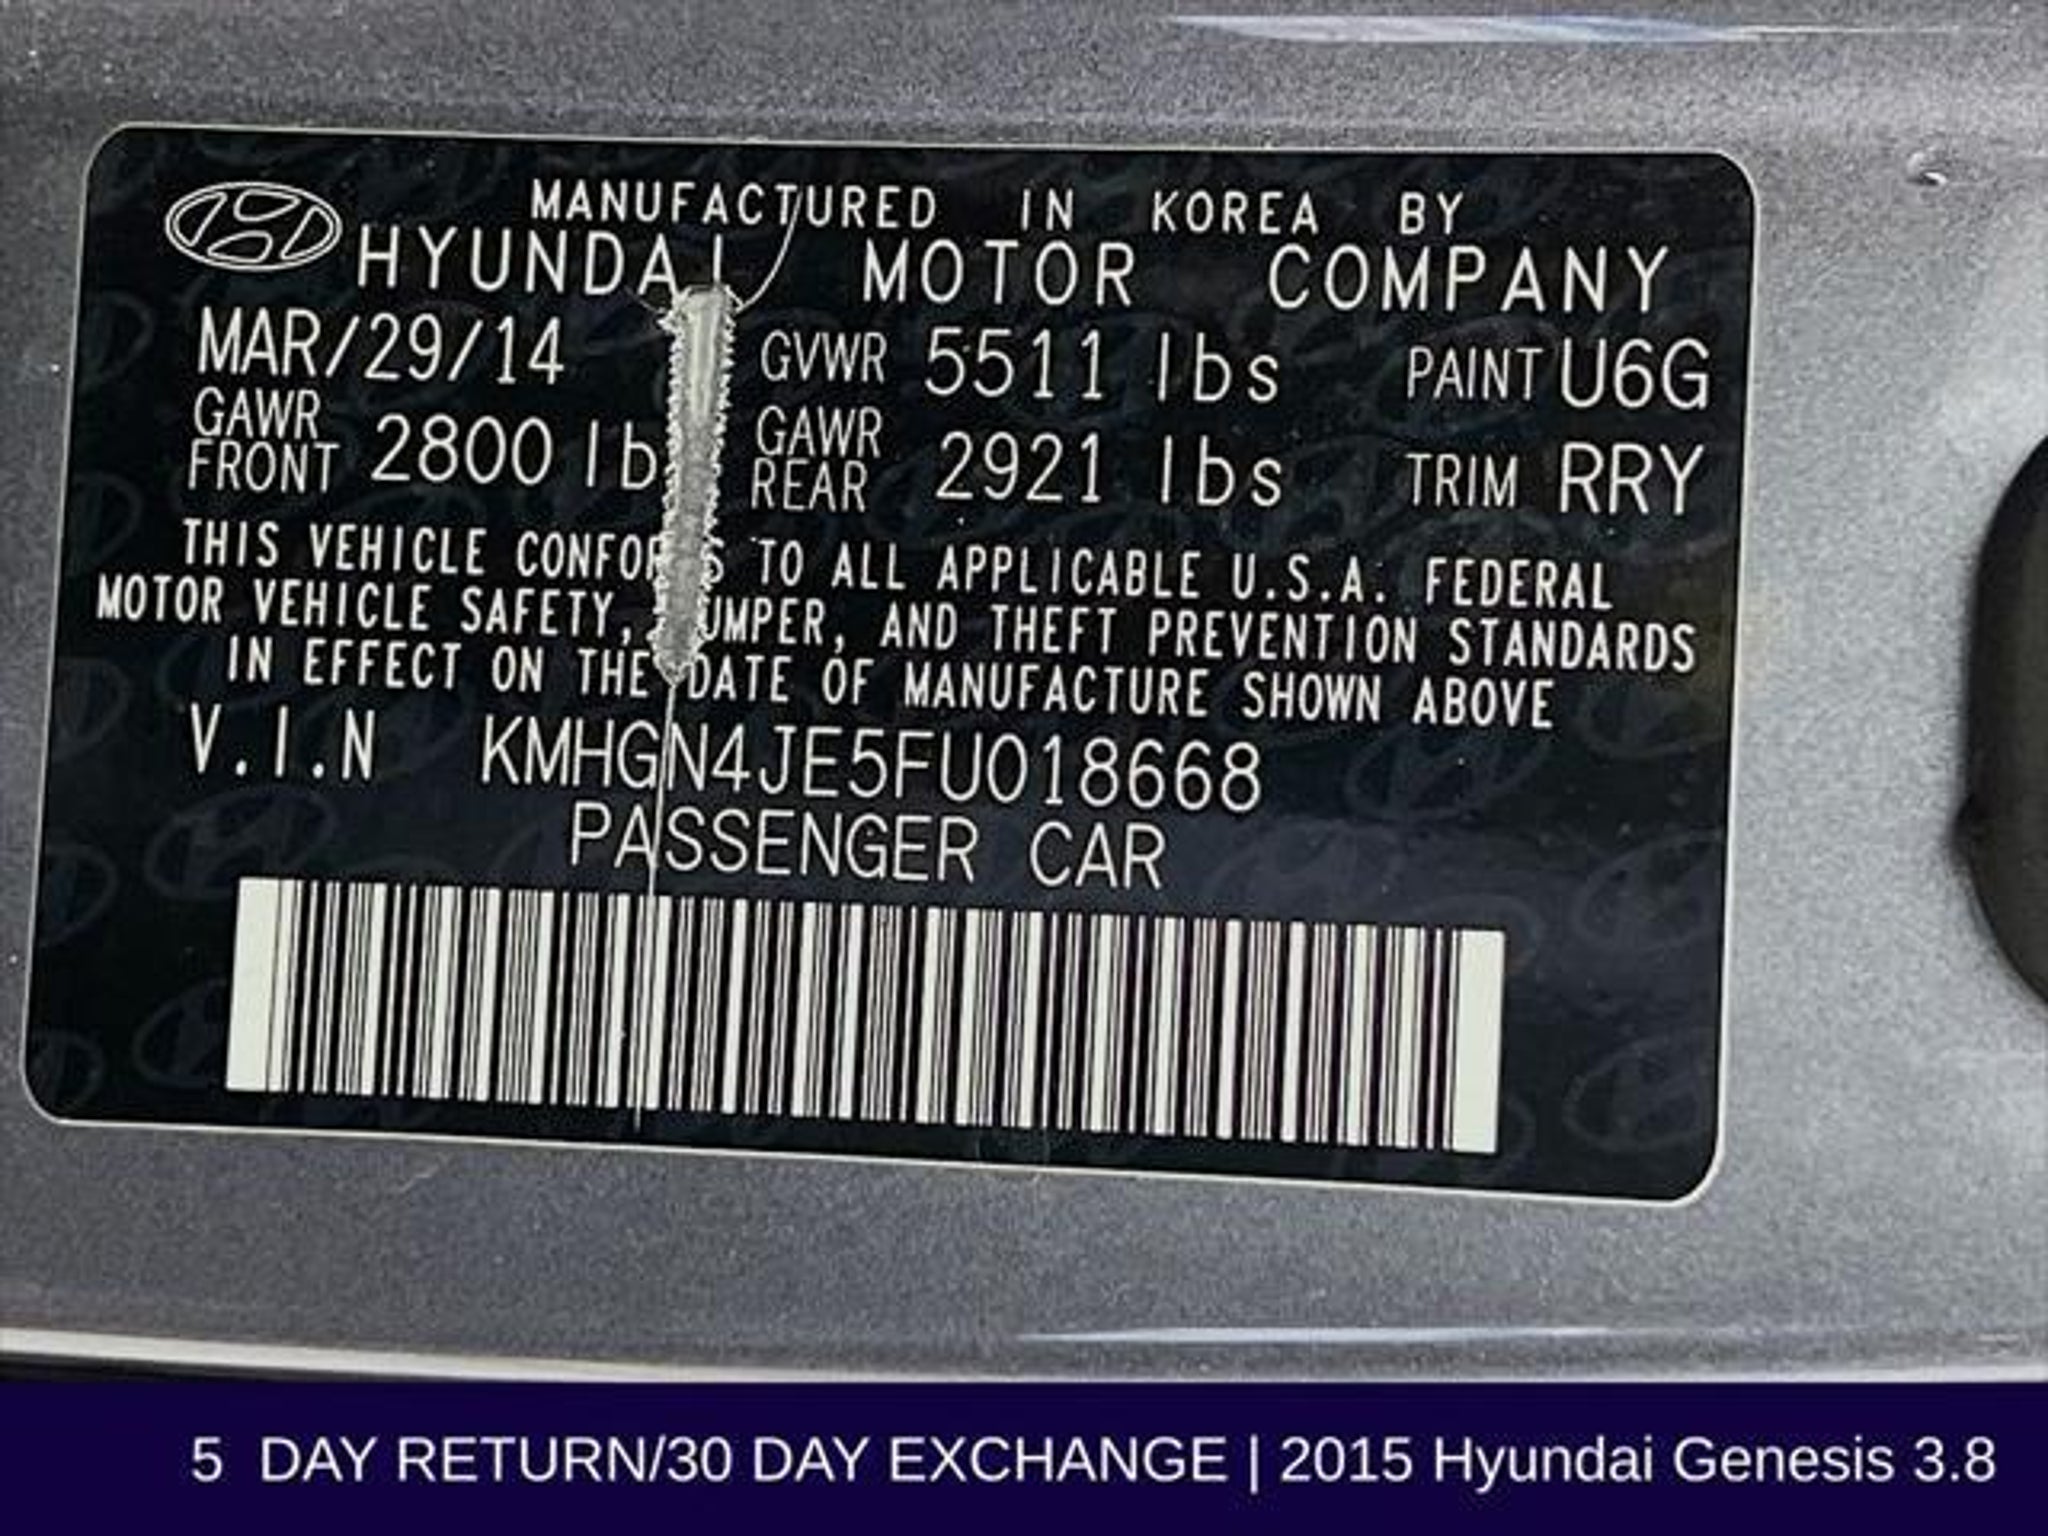 MANUFACTURED IN KOREA BY
HYUNDAI MOTOR COMPANY
MAR/29/14 GVWR 5511 lbs PAINT U6G
GAWR FRONT 2800 lb GAWR REAR 2921 lbs TRIM RRY
THIS VEHICLE CONFORMS TO ALL APPLICABLE U.S.A. FEDERAL
MOTOR VEHICLE SAFETY, BUMPER, AND THEFT PREVENTION STANDARDS
IN EFFECT ON THE DATE OF MANUFACTURE SHOWN ABOVE
V.I.N KMHGN4JE5FU018668
PASSENGER CAR
5 DAY RETURN/30 DAY EXCHANGE | 2015 Hyundai Genesis 3.8